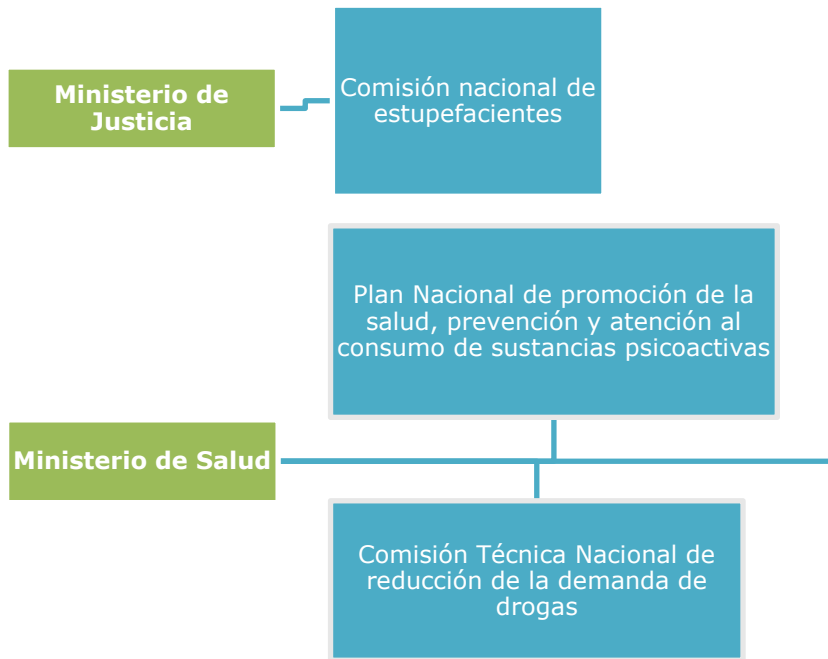 Ministerio de
Justicia
Comisión nacional de
estupefacientes
Plan Nacional de promoción de la
salud, prevención y atención al
consumo de sustancias psicoactivas
Ministerio de Salud
Comisión Técnica Nacional de
reducción de la demanda de
drogas